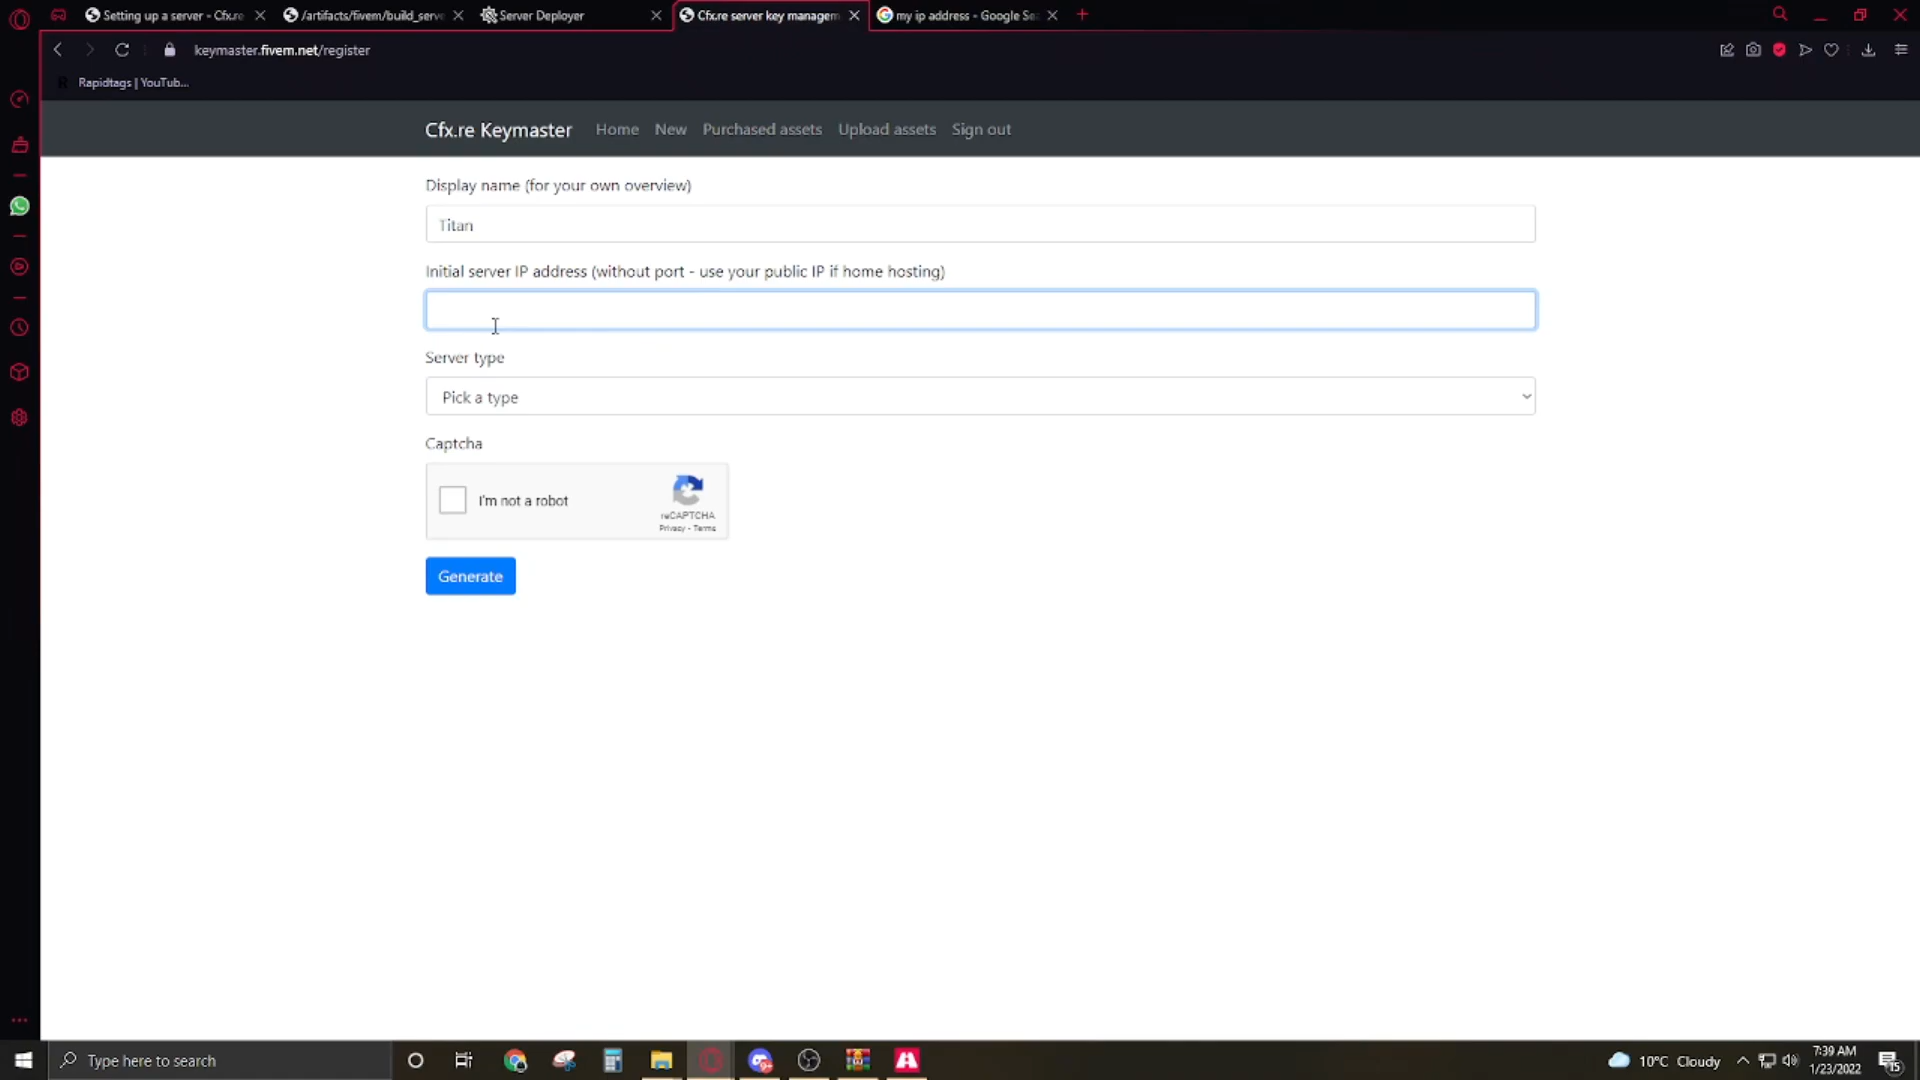 Setting up a server - Cfx.re
/artifacts/fivem/build_serve
Server Deployer
Cfx.re server key managem
my ip address - Google Se
keymaster.fivem.net/register
Rapidtags | YouTub...
Cfx.re Keymaster Home New Purchased assets Upload assets Sign out
Display name (for your own overview)
Titan
Initial server IP address (without port - use your public IP if home hosting)
Server type
Pick a type
Captcha
I'm not a robot
reCAPTCHA
Privacy - Terms
Generate
Type here to search
10°C Cloudy
7:39 AM
1/23/2022
15